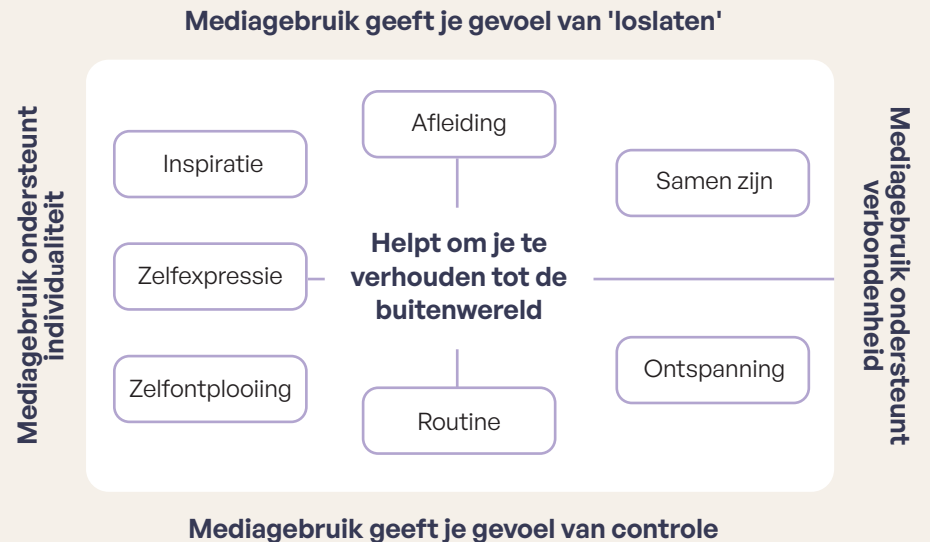 Mediagebruik geeft je gevoel van 'loslaten'
Mediagebruik ondersteunt
individualiteit
Afleiding
Inspiratie
Samen zijn
Helpt om je te
verhouden tot de
buitenwereld
Zelfexpressie
Zelfontplooiing
Ontspanning
Routine
Mediagebruik ondersteunt
verbondenheid
Mediagebruik geeft je gevoel van controle